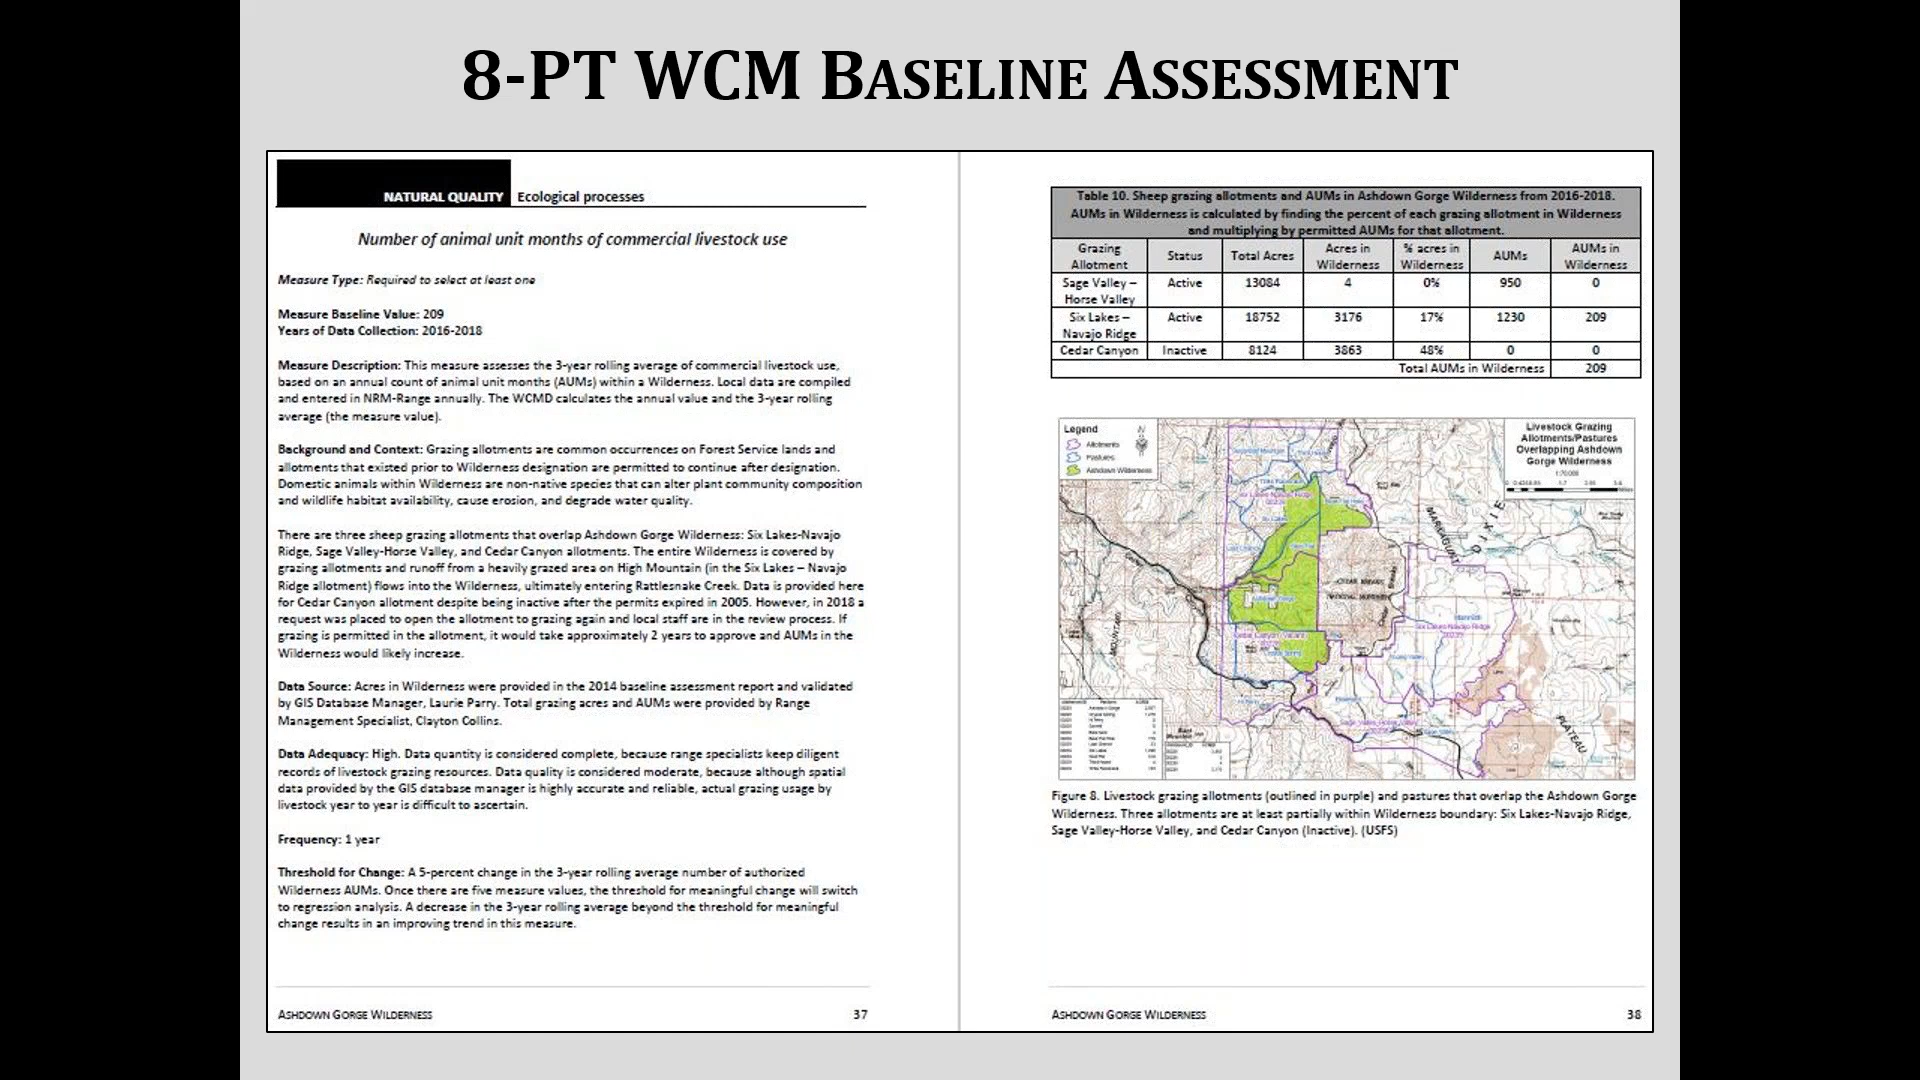 8-PT WCM BASELINE ASSESSMENT
NATURAL QUALITY Ecological processes
Number of animal unit months of commercial livestock use
Measure Type: Required to select at least one
Measure Baseline Value: 209
Years of Data Collection: 2016-2018
Measure Description: This measure assesses the 3-year rolling average of commercial livestock use,
based on an annual count of animal unit months (AUMs) within a Wilderness. Local data are compiled
and entered in NRM-Range annually. The WCMD calculates the annual value and the 3-year rolling
average (the measure value).
Background and Context: Grazing allotments are common occurrences on Forest Service lands and
allotments that existed prior to Wilderness designation are permitted to continue after designation.
Domestic animals within Wilderness are non-native species that can alter plant community composition
and wildlife habitat availability, cause erosion, and degrade water quality.
There are three sheep grazing allotments that overlap Ashdown Gorge Wilderness: Six Lakes-Navajo
Ridge, Sage Valley-Horse Valley, and Cedar Canyon allotments. The entire Wilderness is covered by
grazing allotments and runoff from a heavily grazed area on High Mountain (in the Six Lakes – Navajo
Ridge allotment) flows into the Wilderness, ultimately entering Rattlesnake Creek. Data is provided here
for Cedar Canyon allotment despite being inactive after the permits expired in 2005. However, in 2018 a
request was placed to open the allotment to grazing again and local staff are in the review process. If
grazing is permitted in the allotment, it would take approximately 2 years to approve and AUMs in the
Wilderness would likely increase.
Data Source: Acres in Wilderness were provided in the 2014 baseline assessment report and validated
by GIS Database Manager, Laurie Parry. Total grazing acres and AUMs were provided by Range
Management Specialist, Clayton Collins.
Data Adequacy: High. Data quantity is considered complete, because range specialists keep diligent
records of livestock grazing resources. Data quality is considered moderate, because although spatial
data provided by the GIS database manager is highly accurate and reliable, actual grazing usage by
livestock year to year is difficult to ascertain.
Frequency: 1 year
Threshold for Change: A 5-percent change in the 3-year rolling average number of authorized
Wilderness AUMs. Once there are five measure values, the threshold for meaningful change will switch
to regression analysis. A decrease in the 3-year rolling average beyond the threshold for meaningful
change results in an improving trend in this measure.
ASHDOWN GORGE WILDERNESS 37
Table 10. Sheep grazing allotments and AUMs in Ashdown Gorge Wilderness from 2016-2018.
AUMs in Wilderness is calculated by finding the percent of each grazing allotment in Wilderness
and multiplying by permitted AUMs for that allotment.
Grazing Allotment Status Total Acres Acres in Wilderness % acres in Wilderness AUMs AUMs in Wilderness
Sage Valley – Horse Valley Active 13084 4 0% 950 0
Six Lakes – Navajo Ridge Active 18752 3176 17% 1230 209
Cedar Canyon Inactive 8124 3863 48% 0 0
Total AUMs in Wilderness 209
Legend
Allotments
Pastures
Ashdown Wilderness
N
Livestock Grazing
Allotments/Pastures
Overlapping Ashdown
Gorge Wilderness
MARKAGUNT
DIXIE
CEDAR BREAKS
NATIONAL MONUMENT
MOUNTAIN
PLATEAU
Figure 8. Livestock grazing allotments (outlined in purple) and pastures that overlap the Ashdown Gorge
Wilderness. Three allotments are at least partially within Wilderness boundary: Six Lakes-Navajo Ridge,
Sage Valley-Horse Valley, and Cedar Canyon (Inactive). (USFS)
ASHDOWN GORGE WILDERNESS 38